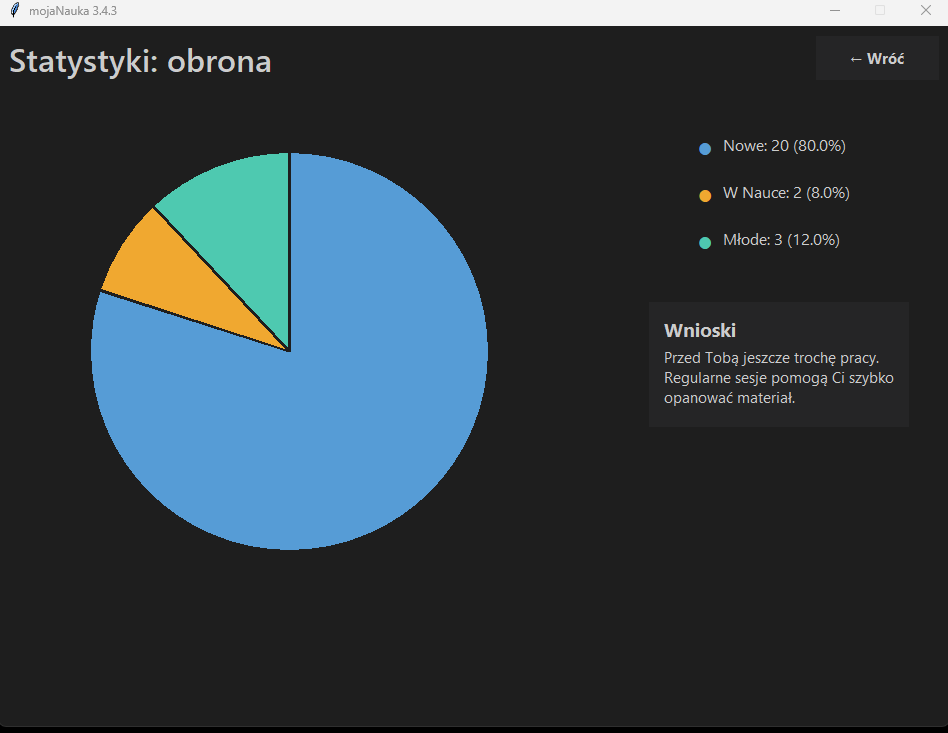 mojaNauka 3.4.3
Statystyki: obrona
← Wróć
Nowe: 20 (80.0%)
W Nauce: 2 (8.0%)
Młode: 3 (12.0%)
Wnioski
Przed Tobą jeszcze trochę pracy.
Regularne sesje pomogą Ci szybko
opanować materiał.